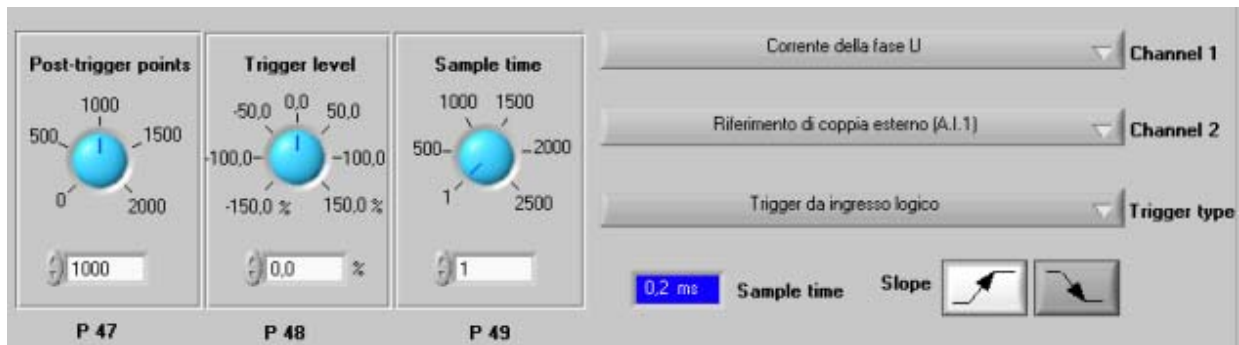 Post-trigger points
1000
500
1500
0
2000
1000
P 47
Trigger level
0,0
-50,0
50,0
-100,0
100,0
-150,0 %
150,0 %
0,0 %
P 48
Sample time
1000 1500
500
2000
1
2500
1
P 49
Corrente della fase U
Channel 1
Riferimento di coppia esterno (A.I.1)
Channel 2
Trigger da ingresso logico
Trigger type
0,2 ms
Sample time
Slope